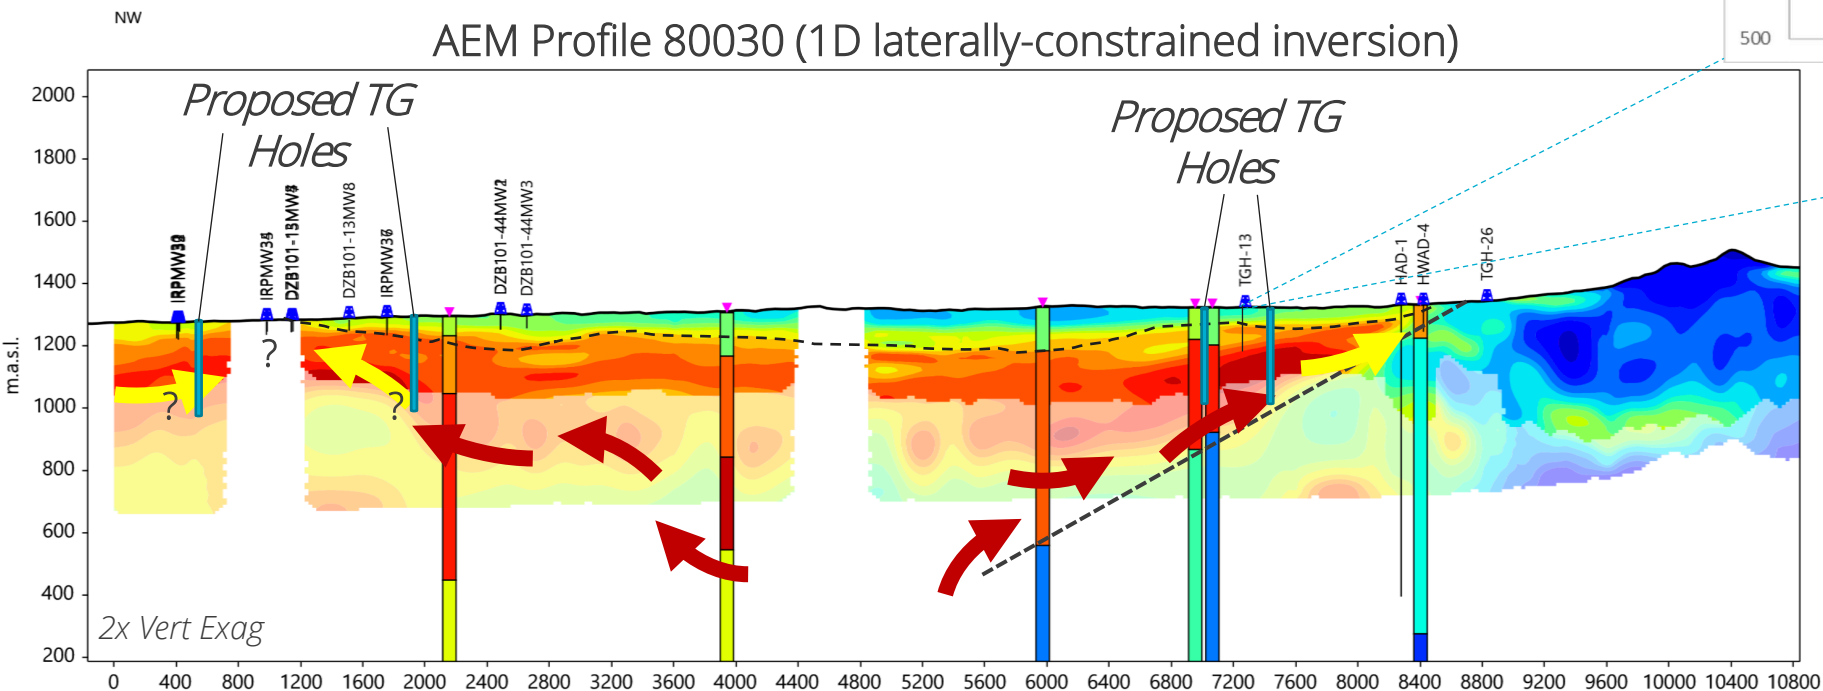 NW
500
AEM Profile 80030 (1D laterally-constrained inversion)
Proposed TG
Holes
Proposed TG
Holes
m.a.s.l.
2000
1800
1600
1400
1200
1000
800
600
400
200
IRPMW35
DZB101-13MW8
IRPMW36
DZB101-44MW2
DZB101-44MW3
TGH-13
HAD-1
HWAD-4
TGH-26
?
?
?
2x Vert Exag
0 400 800 1200 1600 2000 2400 2800 3200 3600 4000 4400 4800 5200 5600 6000 6400 6800 7200 7600 8000 8400 8800 9200 9600 10000 10400 10800